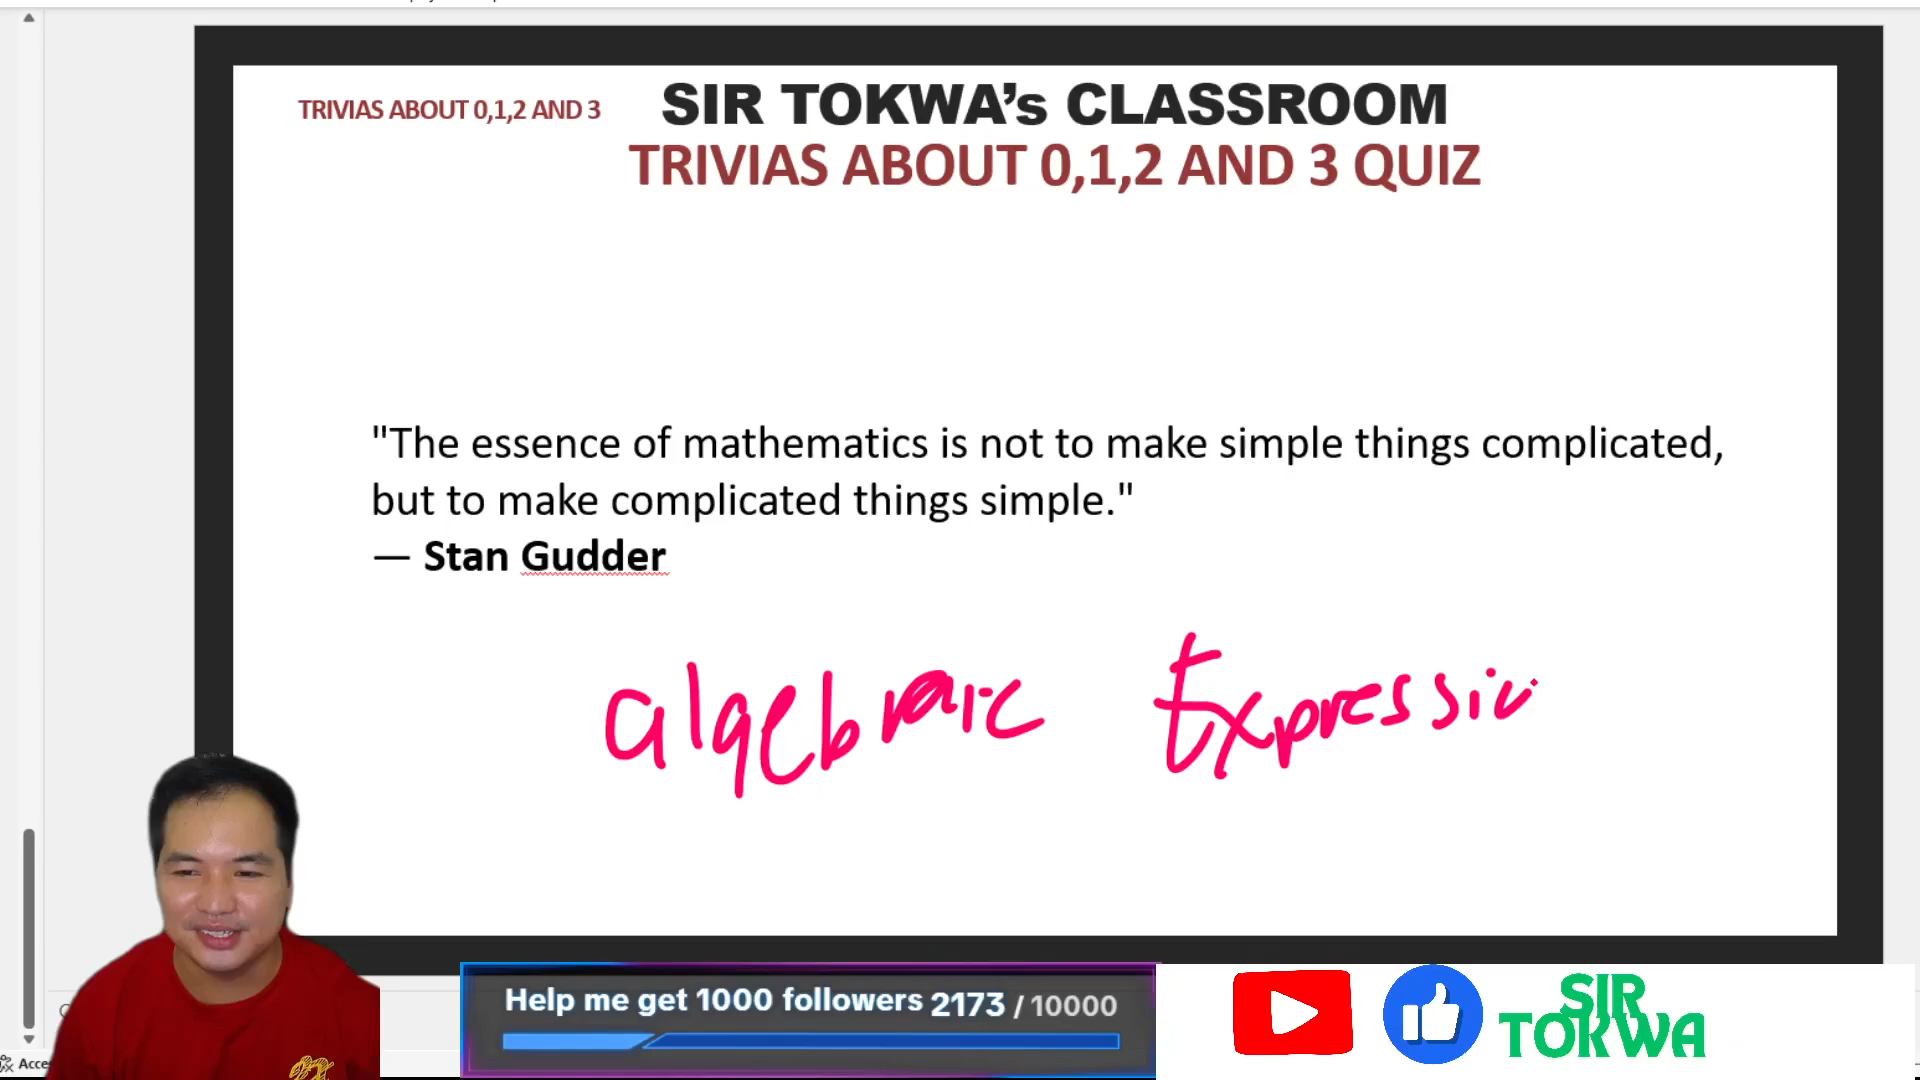 TRIVIAS ABOUT 0,1,2 AND 3
SIR TOKWA's CLASSROOM
TRIVIAS ABOUT 0,1,2 AND 3 QUIZ
"The essence of mathematics is not to make simple things complicated,
but to make complicated things simple."
— Stan Gudder
algebraic Expressio
Help me get 1000 followers 2173 / 10000
SIR
TOKWA
Acce